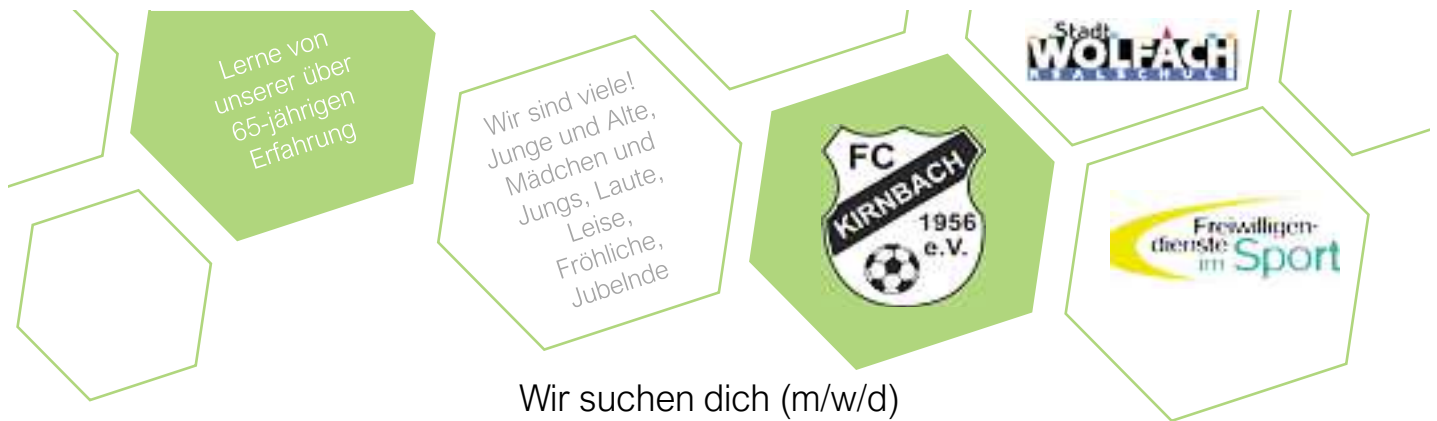 Lerne von
unserer über
65-jährigen
Erfahrung
Wir sind viele!
Junge und Alte,
Mädchen und
Jungs, Laute,
Leise,
Fröhliche,
Jubelnde
FC
KIRNBACH
1956
e.V.
Stadt
WOLFACH
REALSCHULE
Freiwilligen-
dienste
im Sport
Wir suchen dich (m/w/d)